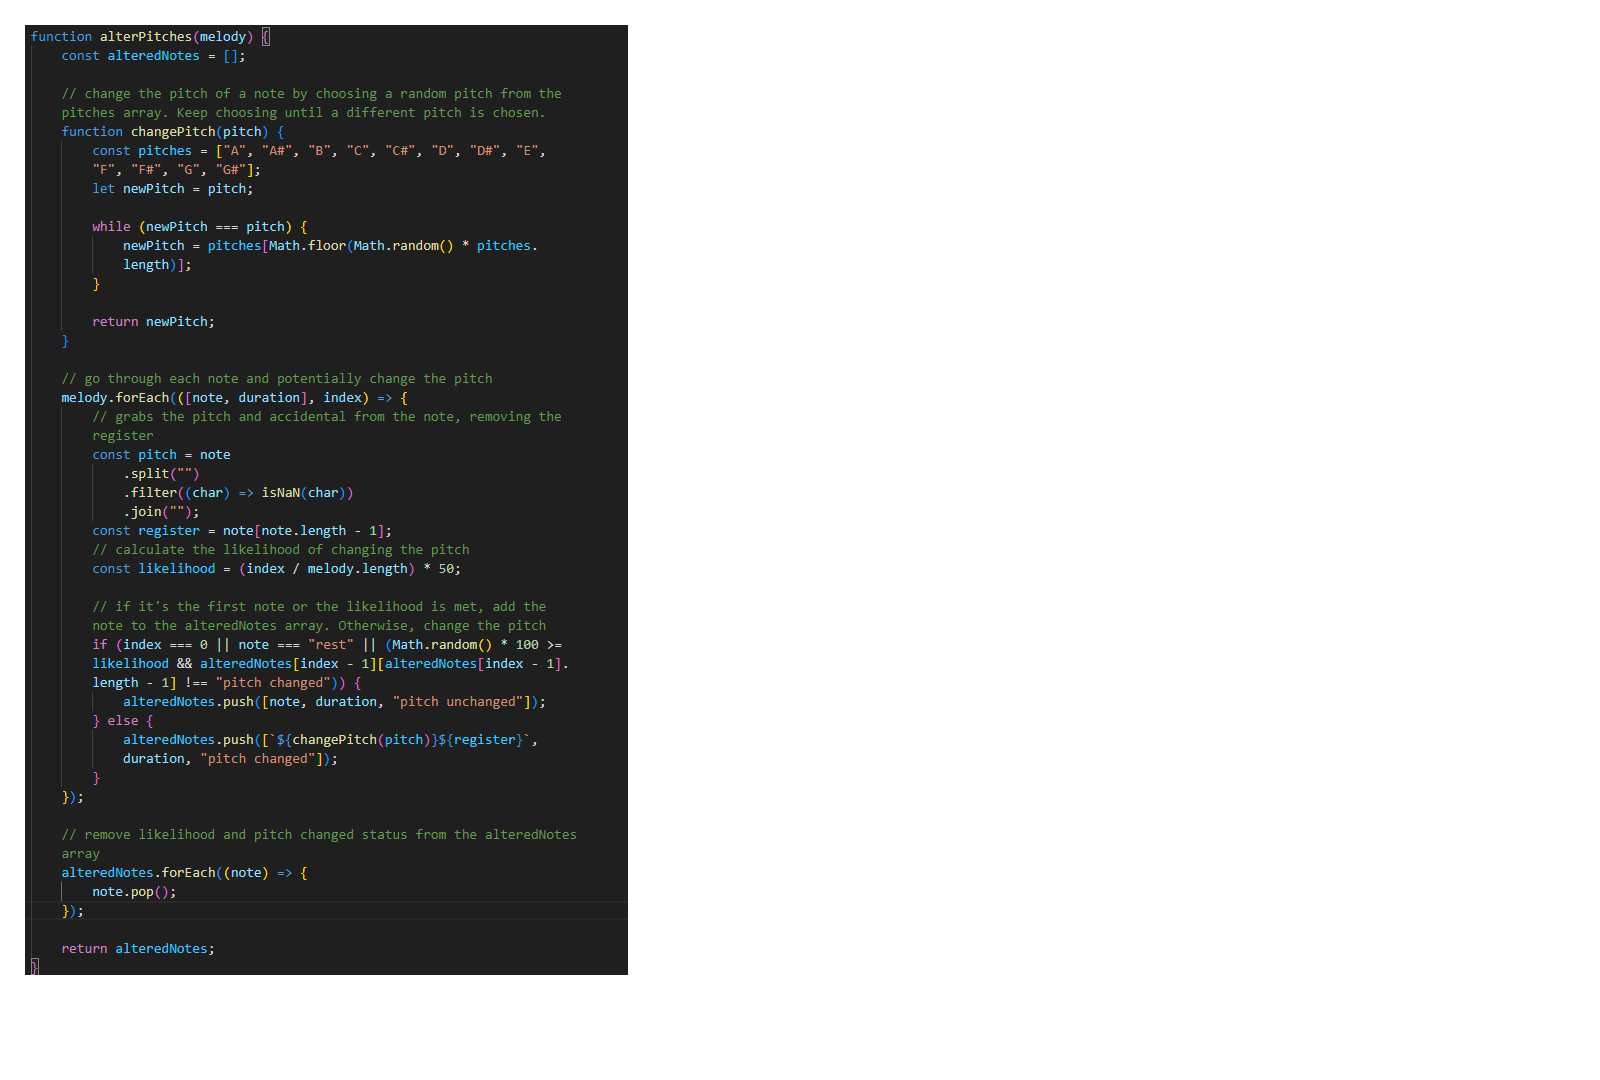 function alterPitches(melody) {
const alteredNotes = [];
// change the pitch of a note by choosing a random pitch from the
pitches array. Keep choosing until a different pitch is chosen.
function changePitch(pitch) {
const pitches = ["A", "A#", "B", "C", "C#", "D", "D#", "E",
"F", "F#", "G", "G#"];
let newPitch = pitch;
while (newPitch === pitch) {
newPitch = pitches[Math.floor(Math.random() * pitches.
length)];
}
return newPitch;
}
// go through each note and potentially change the pitch
melody.forEach(([note, duration], index) => {
// grabs the pitch and accidental from the note, removing the
register
const pitch = note
.split("")
.filter((char) => isNaN(char))
.join("");
const register = note[note.length - 1];
// calculate the likelihood of changing the pitch
const likelihood = (index / melody.length) * 50;
// if it's the first note or the likelihood is met, add the
note to the alteredNotes array. Otherwise, change the pitch
if (index === 0 || note === "rest" || (Math.random() * 100 >=
likelihood && alteredNotes[index - 1][alteredNotes[index - 1].
length - 1] !== "pitch changed")) {
alteredNotes.push([note, duration, "pitch unchanged"]);
} else {
alteredNotes.push([`${changePitch(pitch)}${register}`,
duration, "pitch changed"]);
}
});
// remove likelihood and pitch changed status from the alteredNotes
array
alteredNotes.forEach((note) => {
note.pop();
});
return alteredNotes;
}